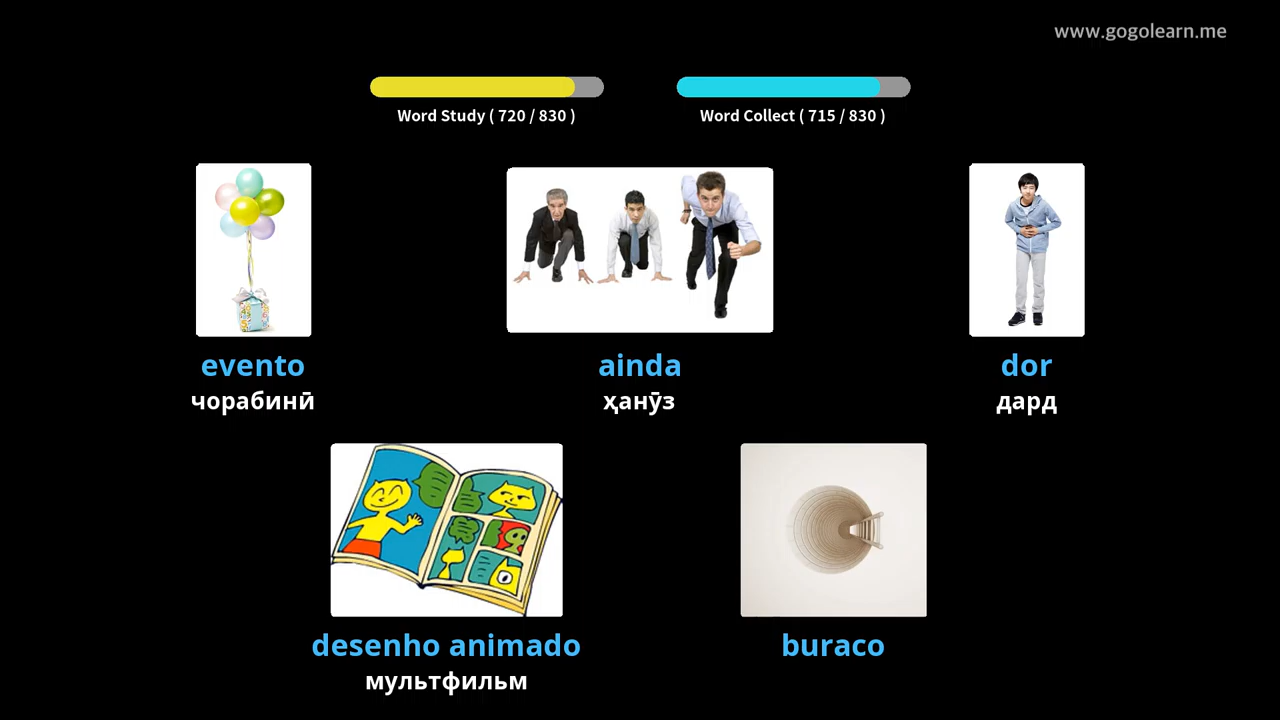 www.gogolearn.me
Word Study ( 720 / 830 )
Word Collect ( 715 / 830 )
evento
чорабинӣ
ainda
ҳанӯз
dor
дард
desenho animado
мультфильм
buraco